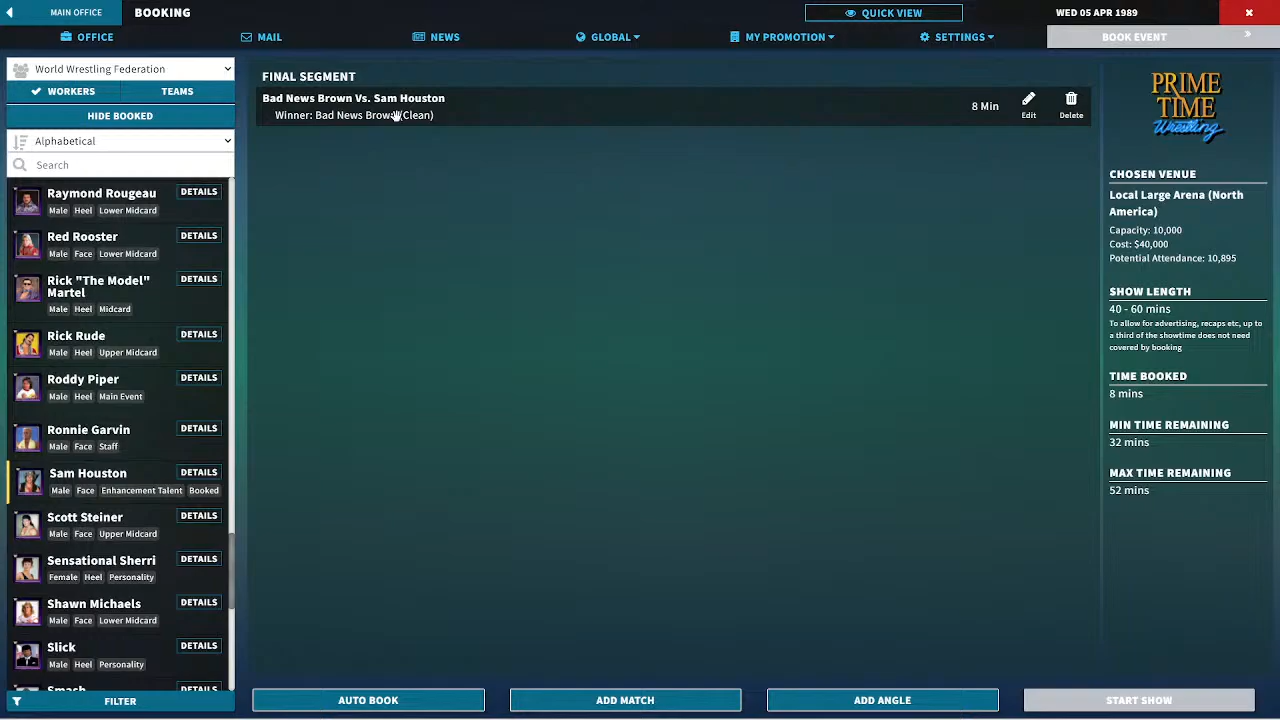 MAIN OFFICE
BOOKING
QUICK VIEW
WED 05 APR 1989
OFFICE
MAIL
NEWS
GLOBAL
MY PROMOTION
SETTINGS
BOOK EVENT
World Wrestling Federation
WORKERS
TEAMS
HIDE BOOKED
Alphabetical
Search
Raymond Rougeau
DETAILS
Male Heel Lower Midcard
Red Rooster
DETAILS
Male Face Lower Midcard
Rick "The Model"
Martel
DETAILS
Male Heel Midcard
Rick Rude
DETAILS
Male Heel Upper Midcard
Roddy Piper
DETAILS
Male Heel Main Event
Ronnie Garvin
DETAILS
Male Face Staff
Sam Houston
DETAILS
Male Face Enhancement Talent Booked
Scott Steiner
DETAILS
Male Face Upper Midcard
Sensational Sherri
DETAILS
Female Heel Personality
Shawn Michaels
DETAILS
Male Face Lower Midcard
Slick
DETAILS
Male Heel Personality
Smash
DETAILS
FILTER
FINAL SEGMENT
Bad News Brown Vs. Sam Houston
Winner: Bad News Brown (Clean)
8 Min
Edit
Delete
AUTO BOOK
ADD MATCH
ADD ANGLE
START SHOW
PRIME
TIME
Wrestling
CHOSEN VENUE
Local Large Arena (North
America)
Capacity: 10,000
Cost: $40,000
Potential Attendance: 10,895
SHOW LENGTH
40 - 60 mins
To allow for advertising, recaps etc, up to
a third of the showtime does not need
covered by booking
TIME BOOKED
8 mins
MIN TIME REMAINING
32 mins
MAX TIME REMAINING
52 mins